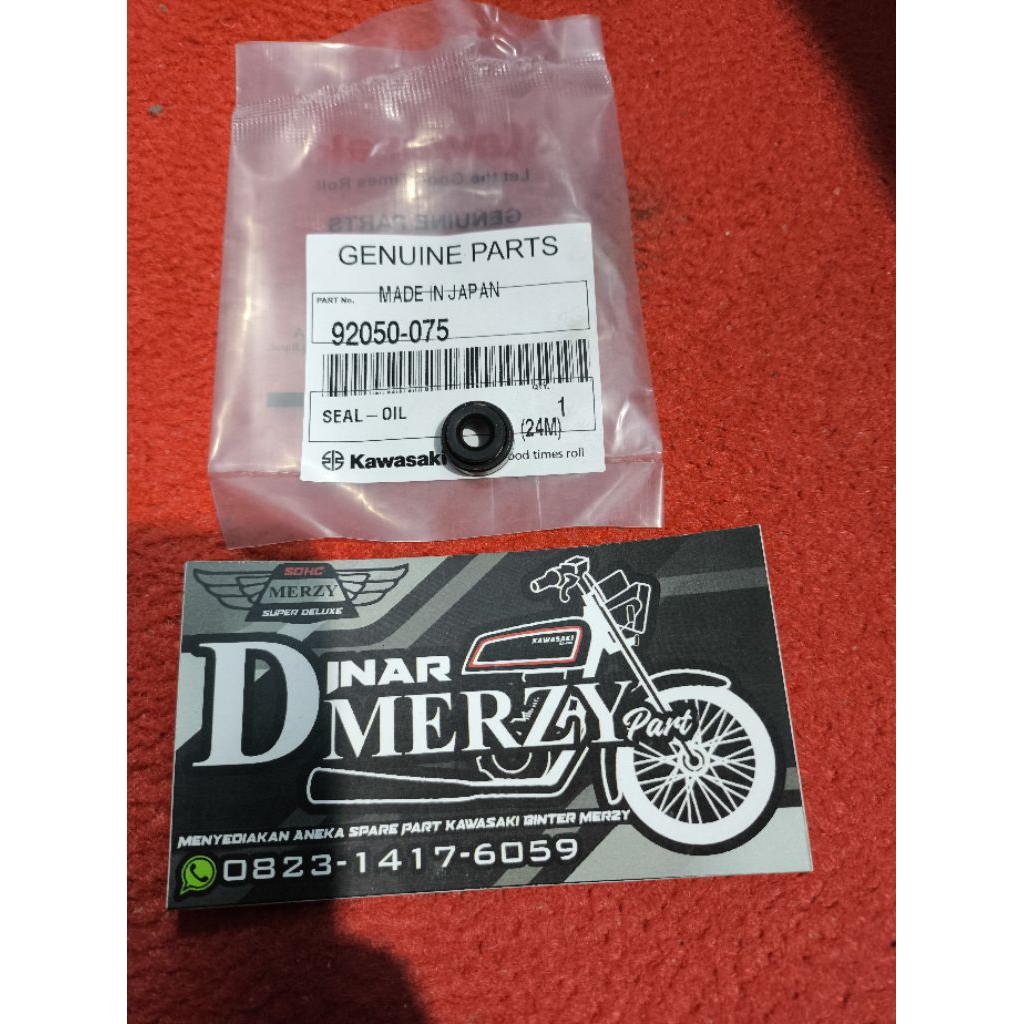 Let the Good Times Roll
GENUINE PARTS
GENUINE PARTS
PART No.
MADE IN JAPAN
92050-075
QTY.
SEAL-OIL
1
(24M)
Kawasaki
ood times roll
SOHC
MERZY
SUPER DELUXE
KAWASAKI
DINAR
MERZY
Part
MENYEDIAKAN ANEKA SPARE PART KAWASAKI BINTER MERZY
0823-1417-6059